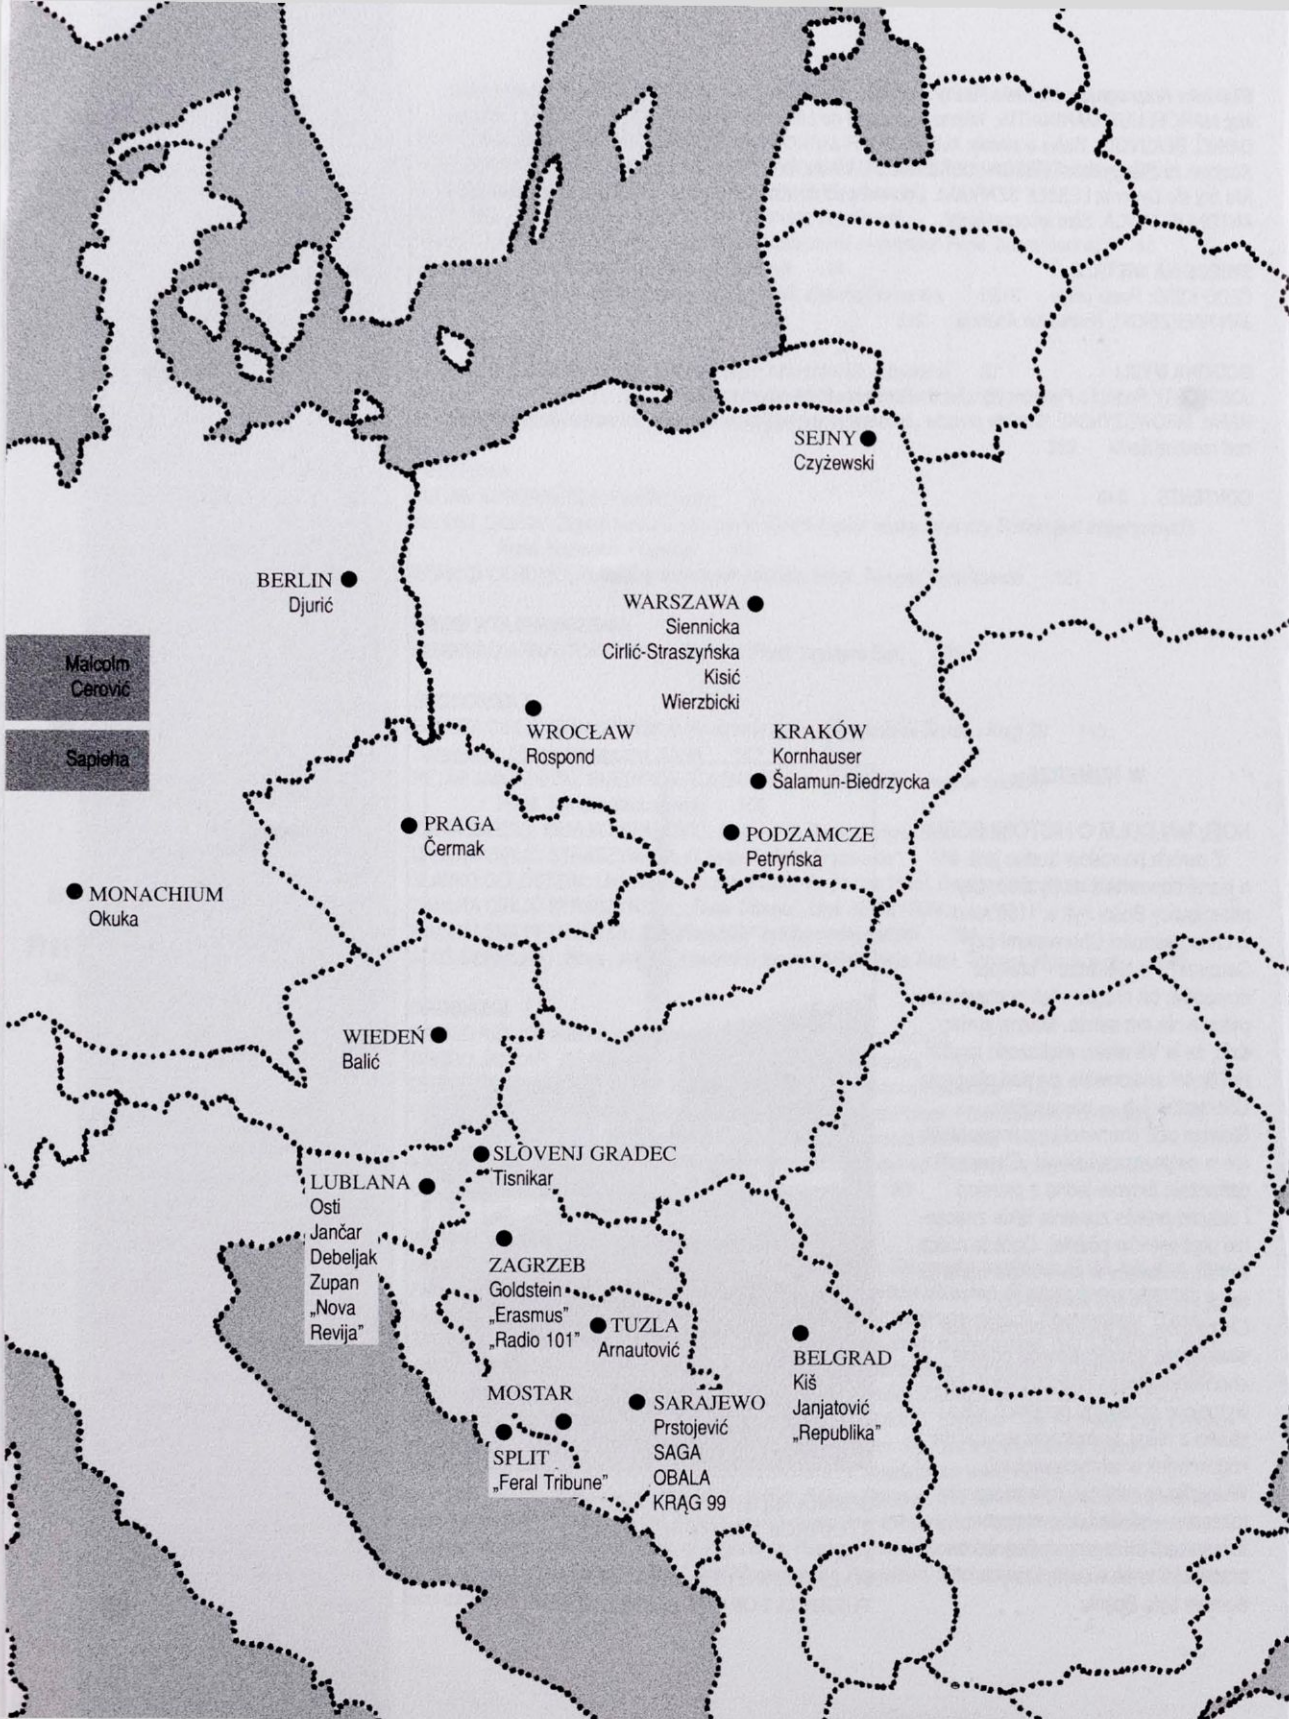 SEJNY
Czyżewski
BERLIN
Djurić
WARSZAWA
Siennicka
Cirlić-Straszyńska
Kisić
Wierzbicki
Malcolm
Cerović
Sapieha
WROCŁAW
Rospond
KRAKÓW
Kornhauser
Šalamun-Biedrzycka
PRAGA
Čermak
PODZAMCZE
Petryńska
MONACHIUM
Okuka
WIEDEŃ
Balić
SLOVENJ GRADEC
Tisnikar
LUBLANA
Osti
Jančar
Debeljak
Zupan
„Nova
Revija”
ZAGRZEB
Goldstein
„Erasmus”
„Radio 101”
TUZLA
Arnautović
BELGRAD
Kiš
Janjatović
„Republika”
MOSTAR
SARAJEWO
Prstojević
SAGA
OBALA
KRĄG 99
SPLIT
„Feral Tribune”